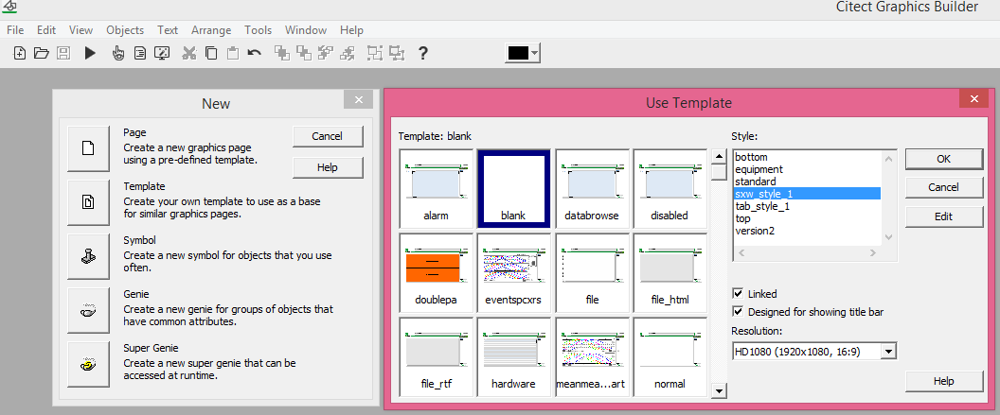 Citect Graphics Builder
File Edit View Objects Text Arrange Tools Window Help
?
New
Page
Create a new graphics page
using a pre-defined template.
Template
Create your own template to use as a base
for similar graphics pages.
Symbol
Create a new symbol for objects that you use
often.
Genie
Create a new genie for groups of objects that
have common attributes.
Super Genie
Create a new super genie that can be
accessed at runtime.
Cancel
Help
Use Template
Template: blank
alarm blank databrowse disabled
doublepa eventspcxrs file file_html
file_rtf hardware meanmea...art normal
Style:
bottom
equipment
standard
sxw_style_1
tab_style_1
top
version2
OK
Cancel
Edit
Linked
Designed for showing title bar
Resolution:
HD1080 (1920x1080, 16:9)
Help